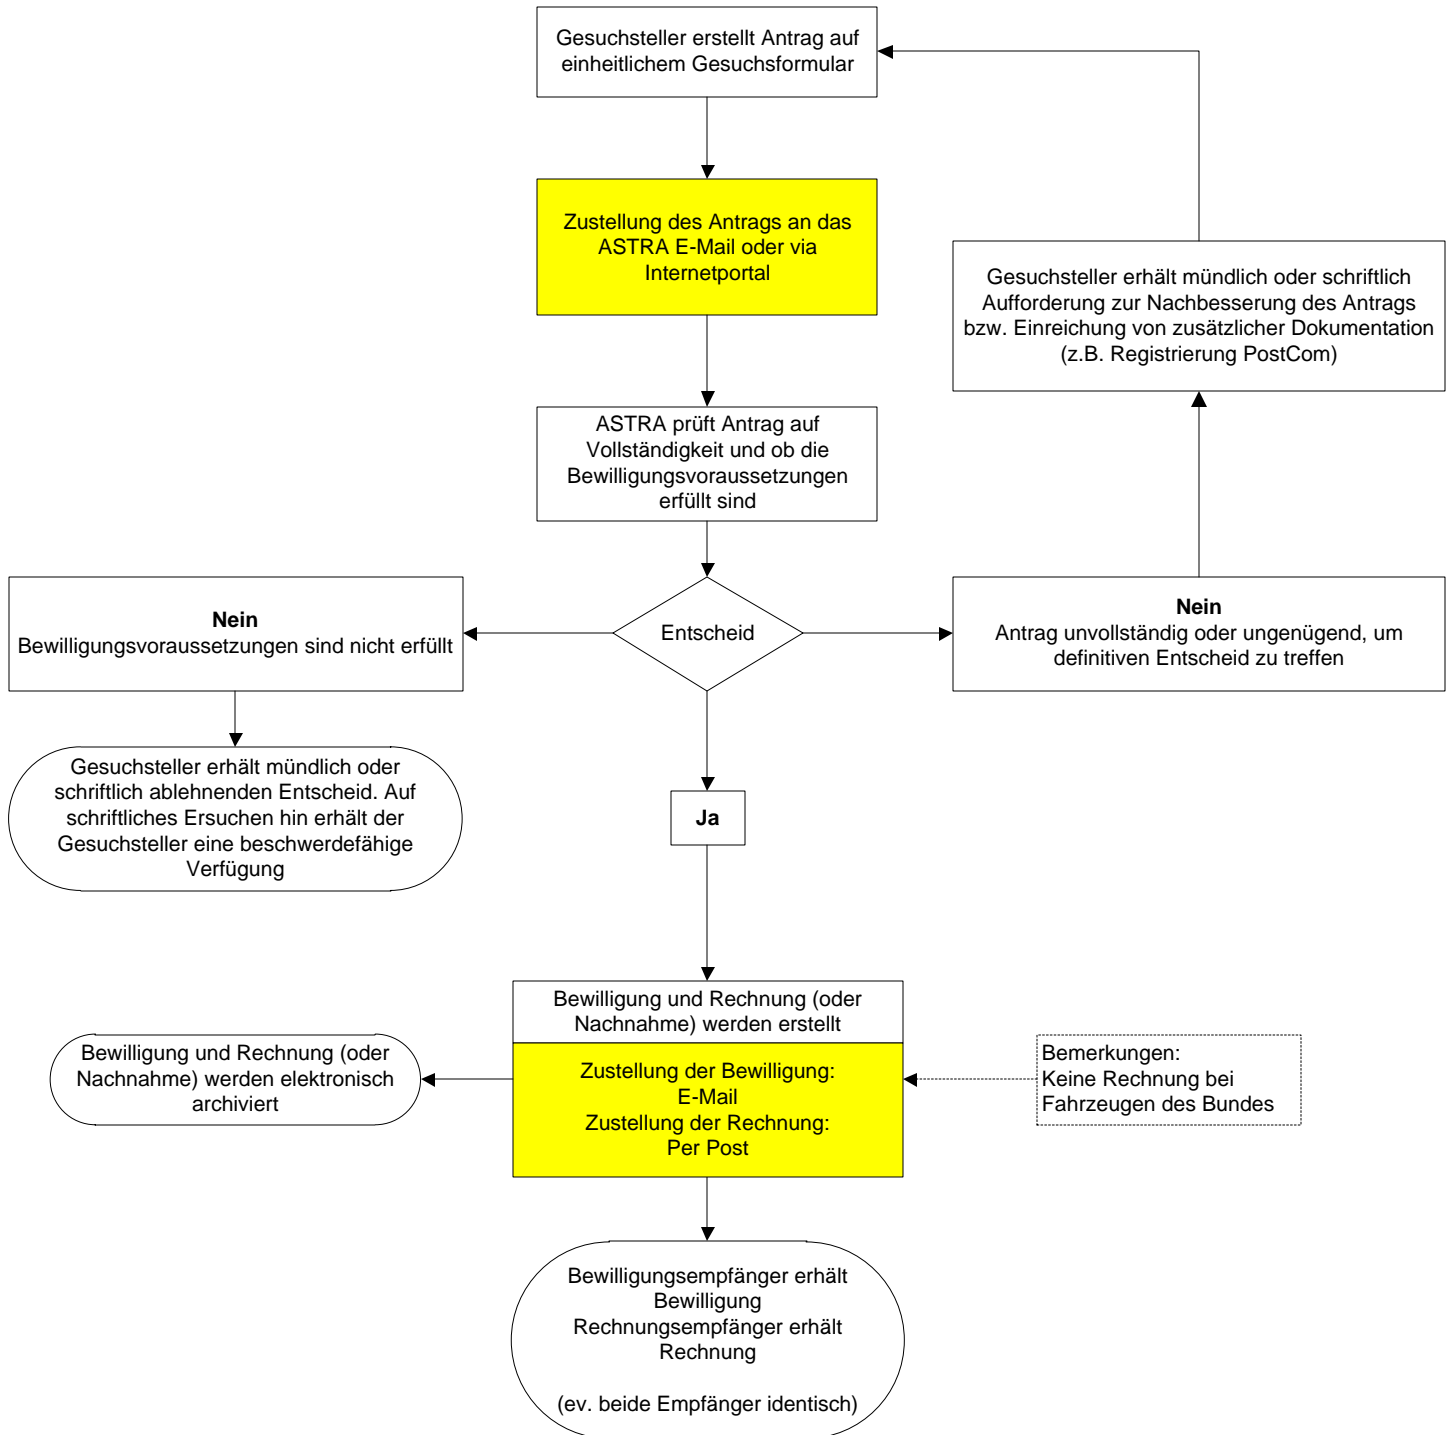 Gesuchsteller erstellt Antrag auf
einheitlichem Gesuchsformular
Zustellung des Antrags an das
ASTRA E-Mail oder via
Internetportal
Gesuchsteller erhält mündlich oder schriftlich
Aufforderung zur Nachbesserung des Antrags
bzw. Einreichung von zusätzlicher Dokumentation
(z.B. Registrierung PostCom)
ASTRA prüft Antrag auf
Vollständigkeit und ob die
Bewilligungsvoraussetzungen
erfüllt sind
Nein
Bewilligungsvoraussetzungen sind nicht erfüllt
Entscheid
Nein
Antrag unvollständig oder ungenügend, um
definitiven Entscheid zu treffen
Gesuchsteller erhält mündlich oder
schriftlich ablehnenden Entscheid. Auf
schriftliches Ersuchen hin erhält der
Gesuchsteller eine beschwerdefähige
Verfügung
Ja
Bewilligung und Rechnung (oder
Nachnahme) werden erstellt
Bewilligung und Rechnung (oder
Nachnahme) werden elektronisch
archiviert
Zustellung der Bewilligung:
E-Mail
Zustellung der Rechnung:
Per Post
Bemerkungen:
Keine Rechnung bei
Fahrzeugen des Bundes
Bewilligungsempfänger erhält
Bewilligung
Rechnungsempfänger erhält
Rechnung
(ev. beide Empfänger identisch)